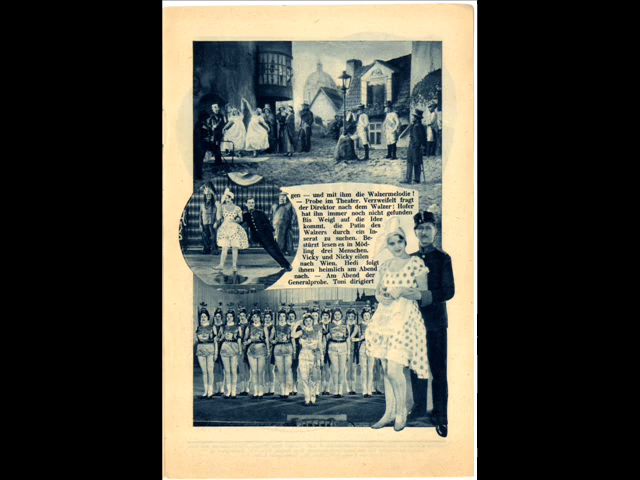 gen — und mit ihm die Walzermelodie!
— Probe im Theater. Verzweifelt fragt
der Direktor nach dem Walzer: Hofer
hat ihn immer noch nicht gefunden
Bis Weigl auf die Idee
kommt, die Patin des
Walzers durch ein In-
serat zu suchen. Be-
stürzt lesen es in Möd-
ling drei Menschen.
Vicky und Nicky eilen
nach Wien, Hedi folgt
ihnen heimlich am Abend
nach. — Am Abend der
Generalprobe. Toni dirigiert